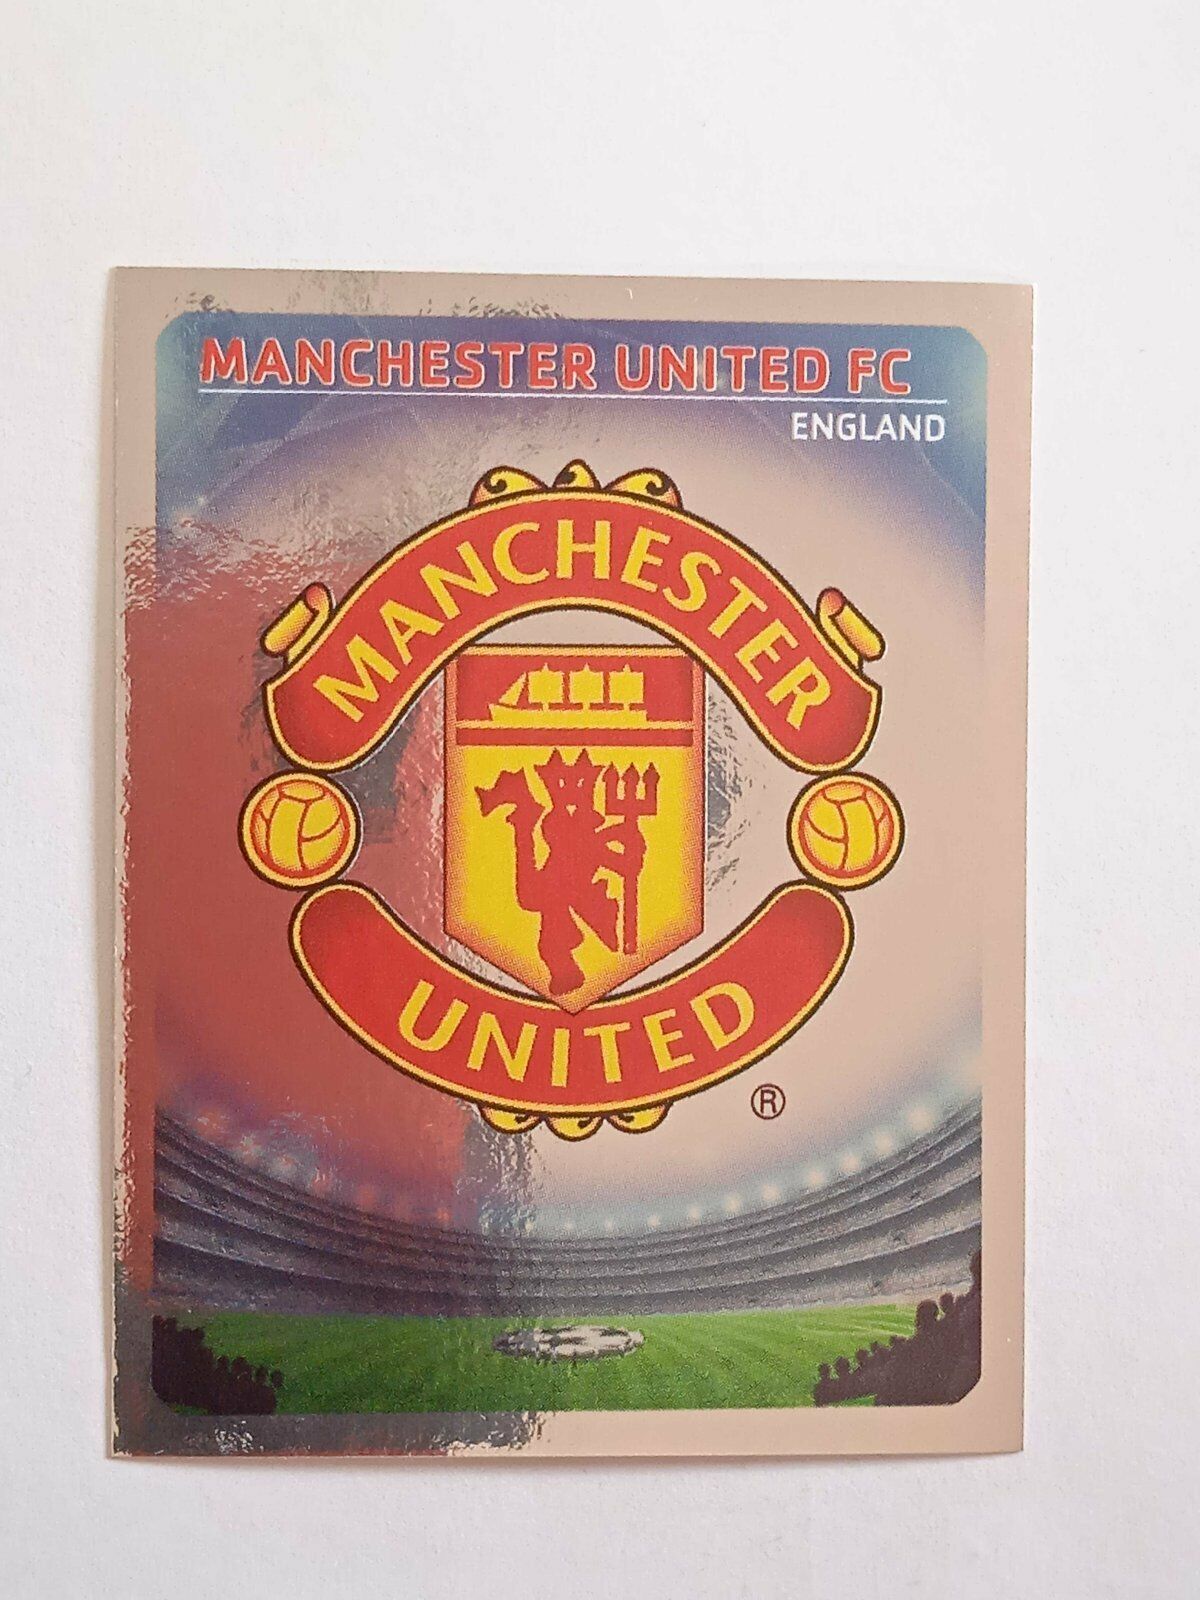 MANCHESTER UNITED FC
ENGLAND
MANCHESTER
UNITED
®